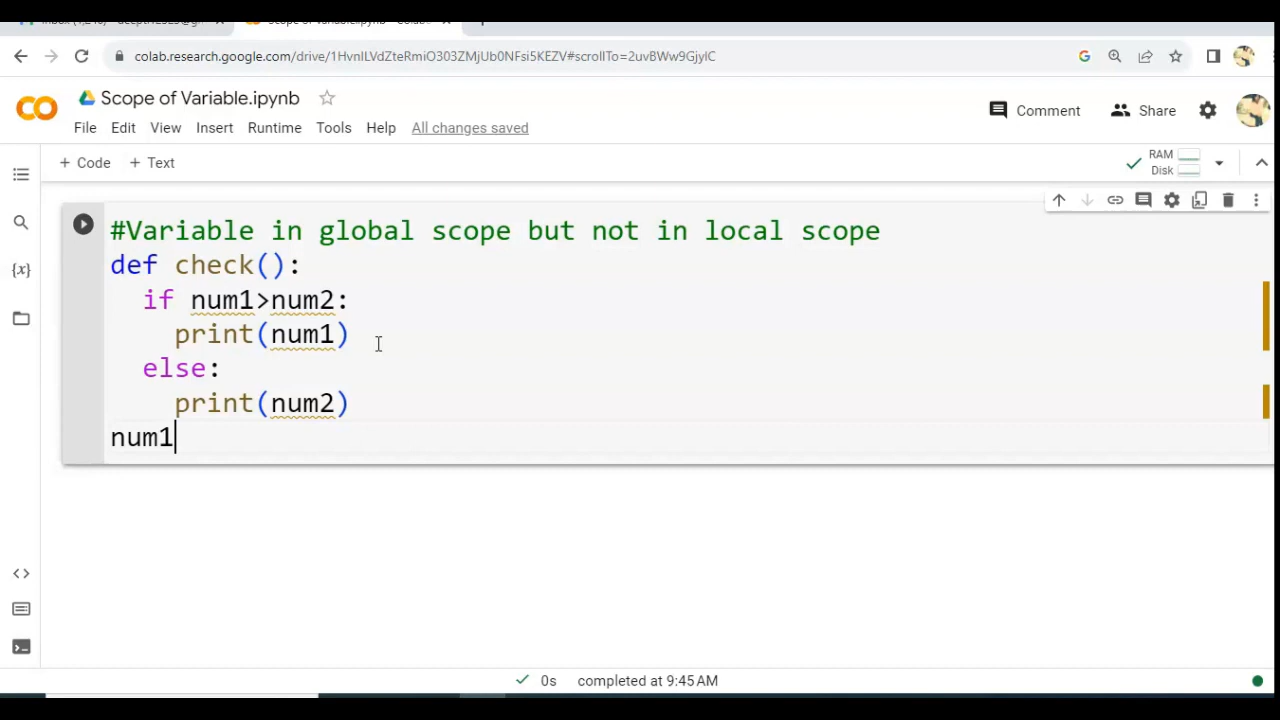 colab.research.google.com/drive/1HvnlLVdZteRmiO303ZMjUb0NFsi5KEZV#scrollTo=2uvBWw9GjyIC
G
CO
Scope of Variable.ipynb
Comment
Share
File Edit View Insert Runtime Tools Help All changes saved
+ Code + Text
RAM
Disk
#Variable in global scope but not in local scope
def check():
if num1>num2:
print(num1)
else:
print(num2)
num1
{x}
<>
0s completed at 9:45 AM